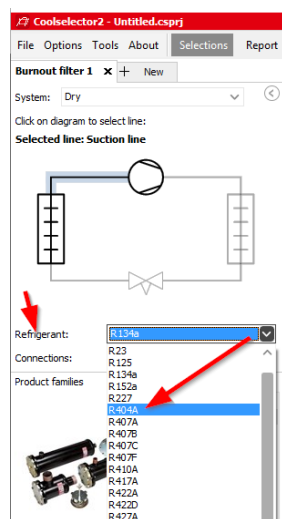 Coolselector2 - Untitled.csprj
File Options Tools About Selections Report
Burnout filter 1 x + New
System: Dry
Click on diagram to select line:
Selected line: Suction line
Refrigerant: R134a
Connections:
Product families
R23
R125
R134a
R152a
R227
R404A
R407A
R407B
R407C
R407F
R410A
R417A
R422A
R422D
R427A